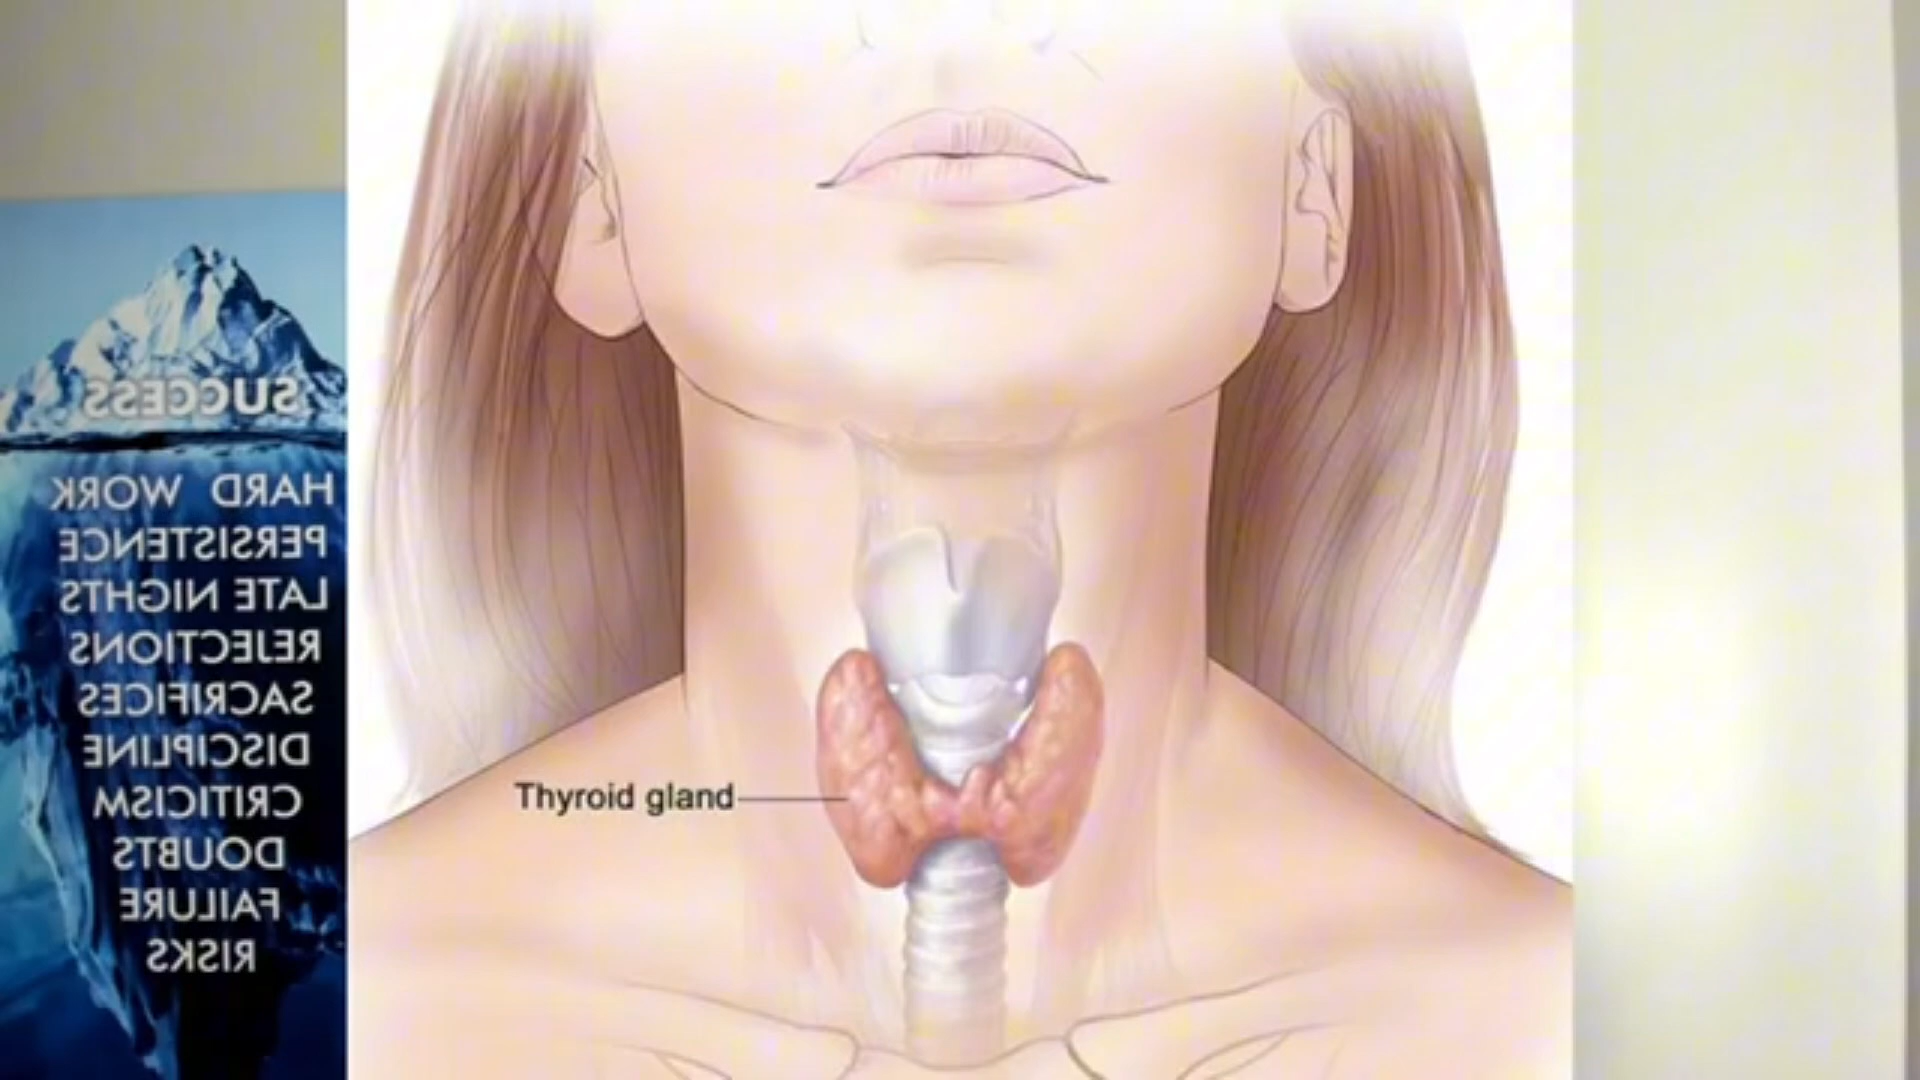 SUCCESS
HARD WORK
PERSISTENCE
LATE NIGHTS
REJECTIONS
SACRIFICES
DISCIPLINE
CRITICISM
DOUBTS
FAILURE
RISKS
Thyroid gland